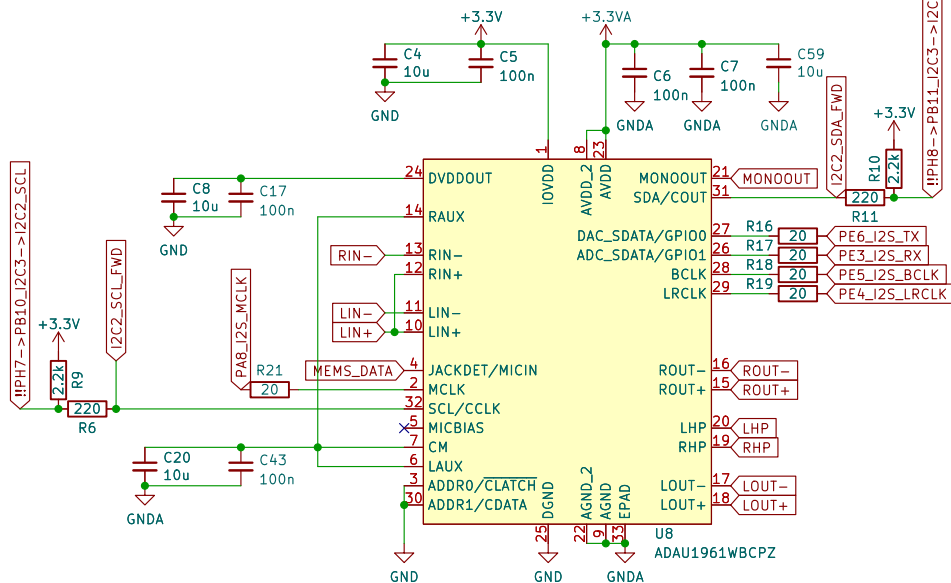 +3.3V
C4
10u
C5
100n
GND
+3.3VA
C6
100n
C7
100n
C59
10u
GNDA
GNDA
GNDA
I2C2_SDA_FWD
+3.3V
R10
2.2k
!!PH8->PB11_I2C3->I2C
220
R11
1
8
23
IOVDD
AVDD_2
AVDD
C8
10u
C17
100n
GND
24
DVDDOUT
14
RAUX
RIN-
13
RIN-
12
RIN+
LIN-
11
LIN-
LIN+
10
LIN+
MEMS_DATA
4
JACKDET/MICIN
PA8_I2S_MCLK
R21
20
2
MCLK
32
SCL/CCLK
5
MICBIAS
7
CM
6
LAUX
3
ADDR0/CLATCH
30
ADDR1/CDATA
MONOOUT
21
MONOOUT
SDA/COUT
31
DAC_SDATA/GPIO0
27
R16
20
PE6_I2S_TX
ADC_SDATA/GPIO1
26
R17
20
PE3_I2S_RX
BCLK
28
R18
20
PE5_I2S_BCLK
LRCLK
29
R19
20
PE4_I2S_LRCLK
ROUT-
16
ROUT-
ROUT+
15
ROUT+
LHP
20
LHP
RHP
19
RHP
LOUT-
17
LOUT-
LOUT+
18
LOUT+
!!PH7->PB10_I2C3->I2C2_SCL
I2C2_SCL_FWD
+3.3V
2.2k
R9
220
R6
C20
10u
C43
100n
GNDA
DGND
AGND_2
AGND
EPAD
25
22
9
33
GND
GND
GNDA
U8
ADAU1961WBCPZ